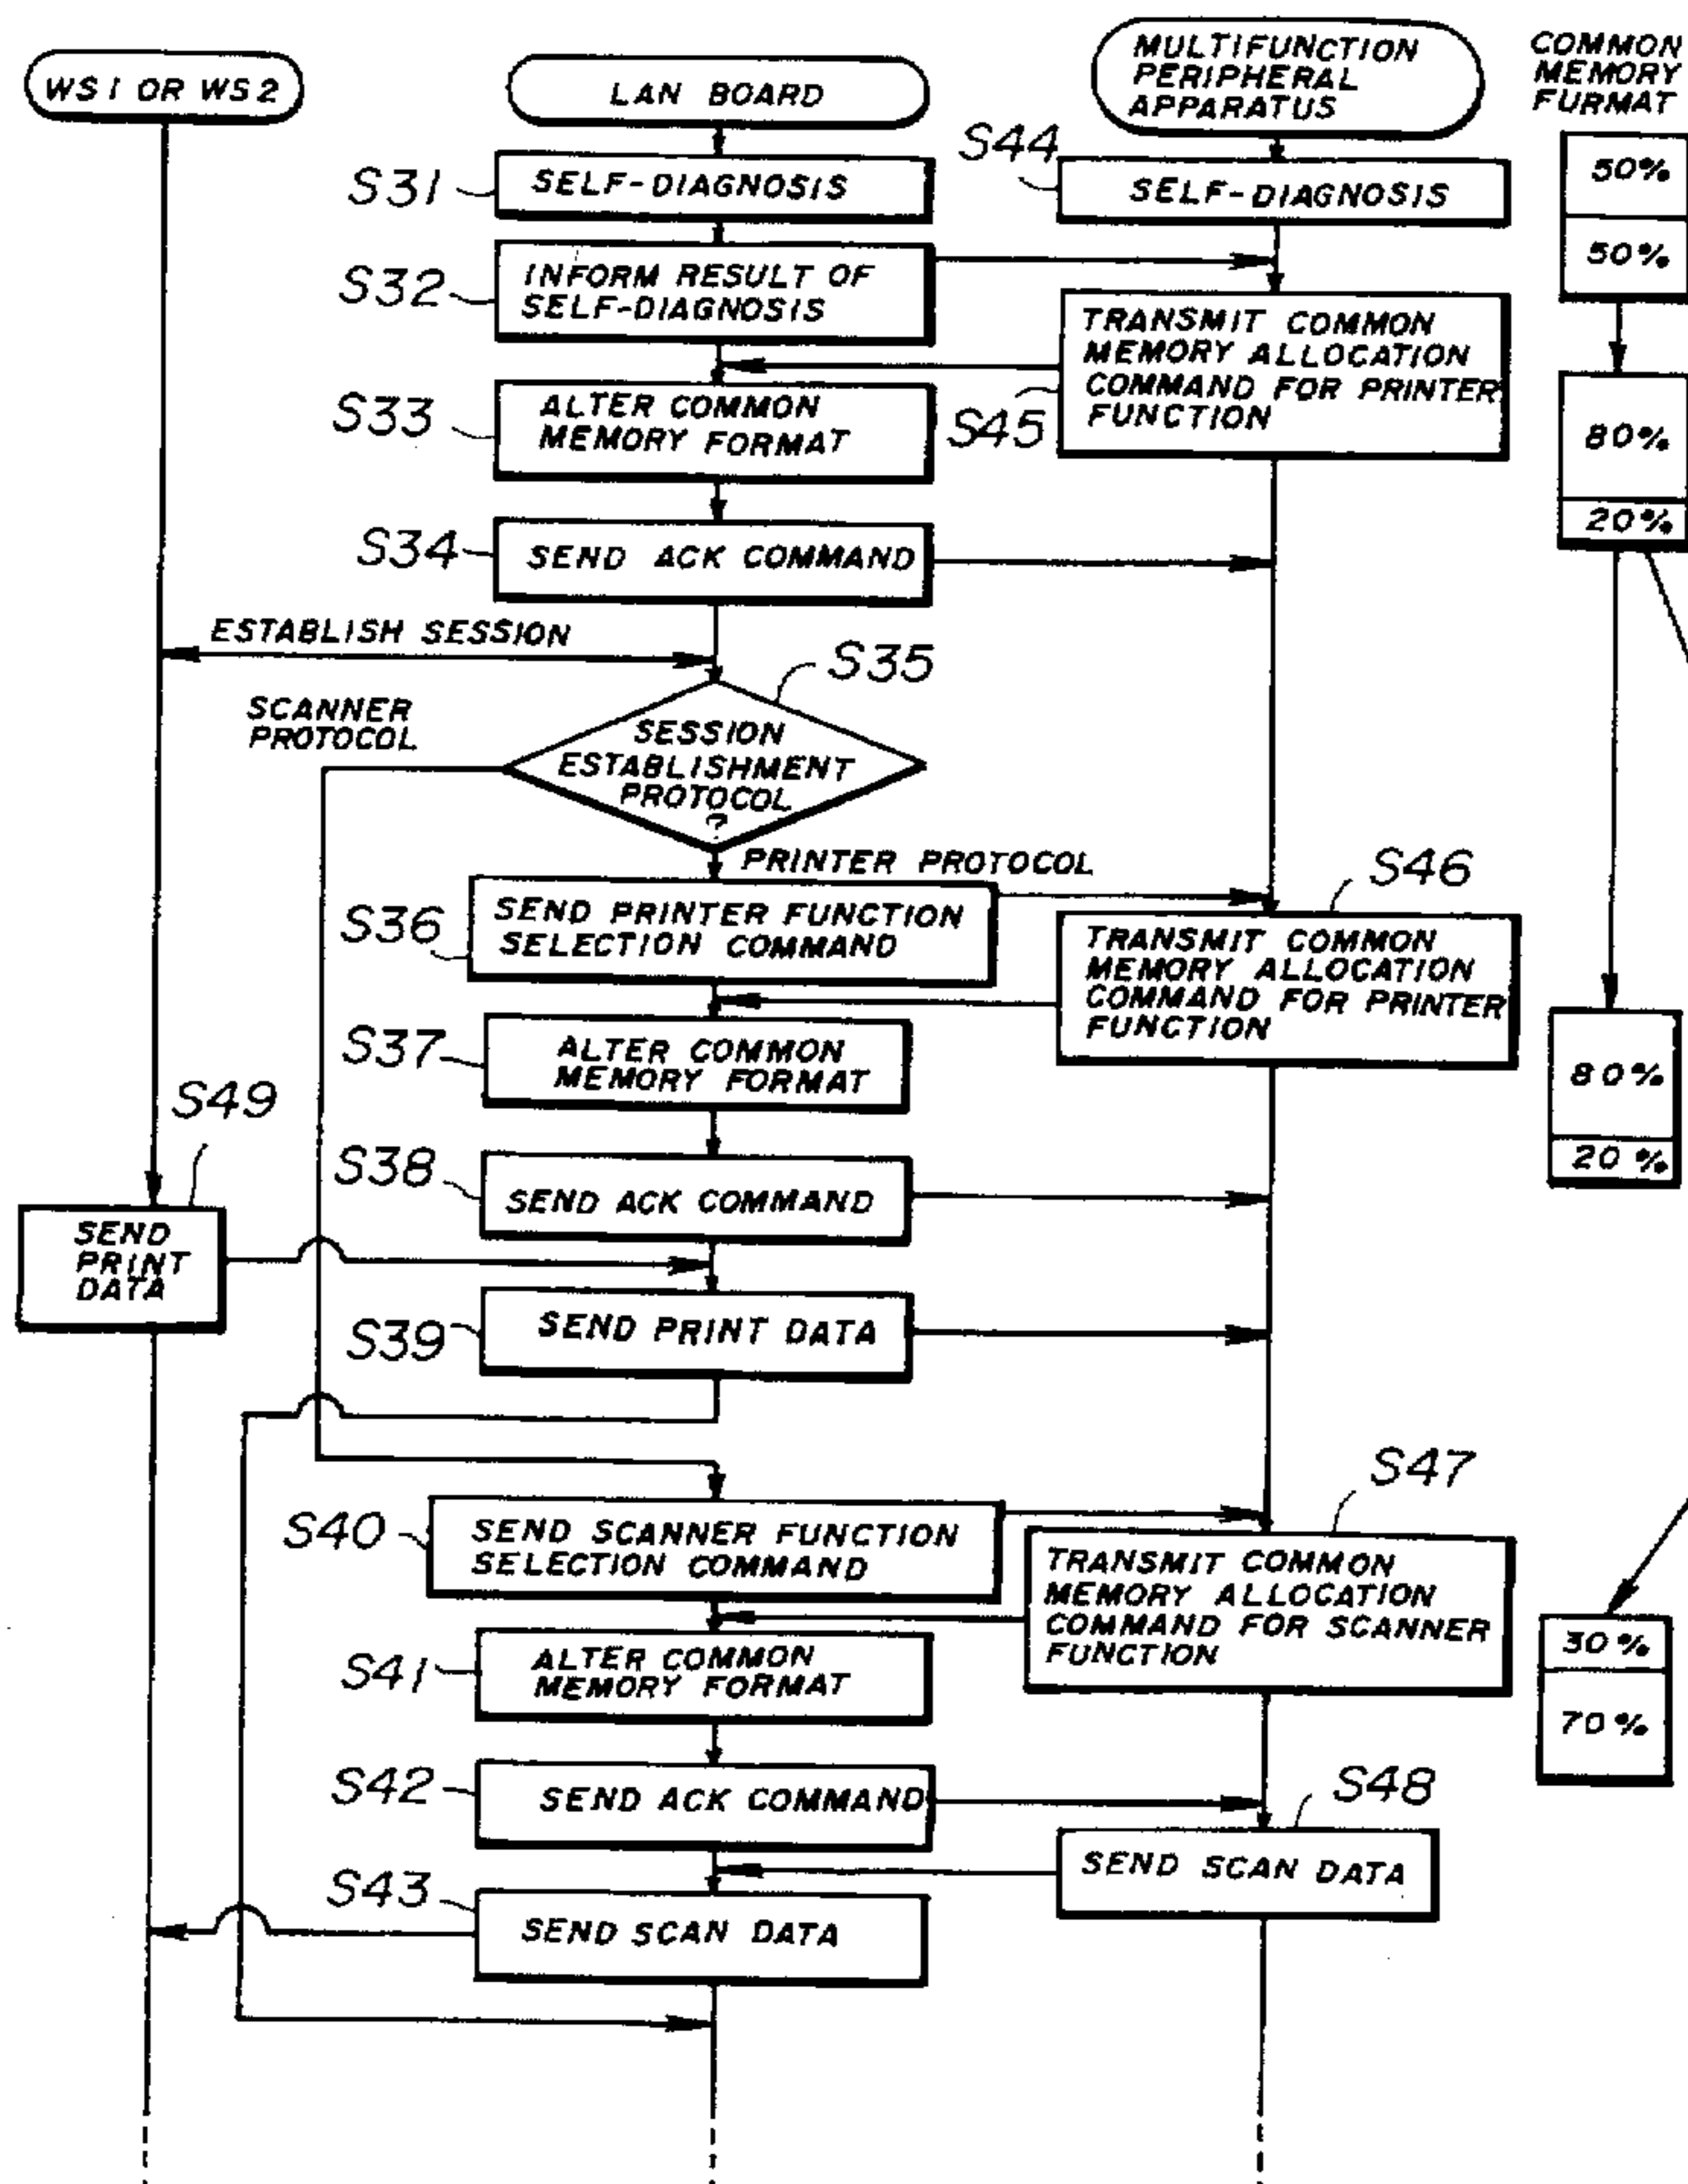 WS1 OR WS2
LAN BOARD
MULTIFUNCTION
PERIPHERAL
APPARATUS
COMMON
MEMORY
FURMAT
S31
SELF-DIAGNOSIS
S44
SELF-DIAGNOSIS
50%
50%
S32
INFORM RESULT OF
SELF-DIAGNOSIS
TRANSMIT COMMON
MEMORY ALLOCATION
COMMAND FOR PRINTER
FUNCTION
S45
S33
ALTER COMMON
MEMORY FORMAT
80%
20%
S34
SEND ACK COMMAND
ESTABLISH SESSION
S35
SCANNER
PROTOCOL
SESSION
ESTABLISHMENT
PROTOCOL
?
PRINTER PROTOCOL
S36
SEND PRINTER FUNCTION
SELECTION COMMAND
S46
TRANSMIT COMMON
MEMORY ALLOCATION
COMMAND FOR PRINTER
FUNCTION
S37
ALTER COMMON
MEMORY FORMAT
80%
20%
S49
SEND
PRINT
DATA
S38
SEND ACK COMMAND
S39
SEND PRINT DATA
S40
SEND SCANNER FUNCTION
SELECTION COMMAND
S47
TRANSMIT COMMON
MEMORY ALLOCATION
COMMAND FOR SCANNER
FUNCTION
30%
70%
S41
ALTER COMMON
MEMORY FORMAT
S42
SEND ACK COMMAND
S48
SEND SCAN DATA
S43
SEND SCAN DATA